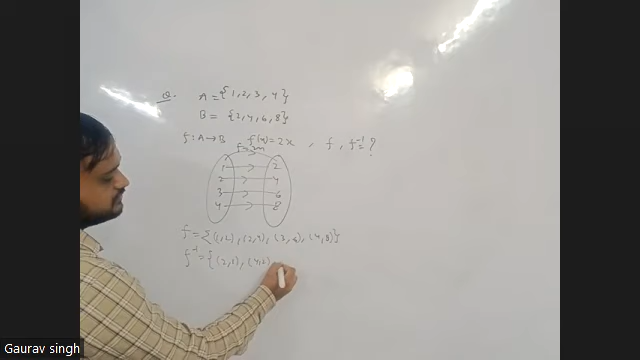 Q. A = {1, 2, 3, 4}
B = {2, 4, 6, 8}
f: A → B f(x) = 2x , f, f⁻¹ = ?
1 2
2 4
3 6
4 8
f = {(1,2), (2,4), (3,6), (4,8)}
f⁻¹ = {(2,1), (4,2)
Gaurav singh